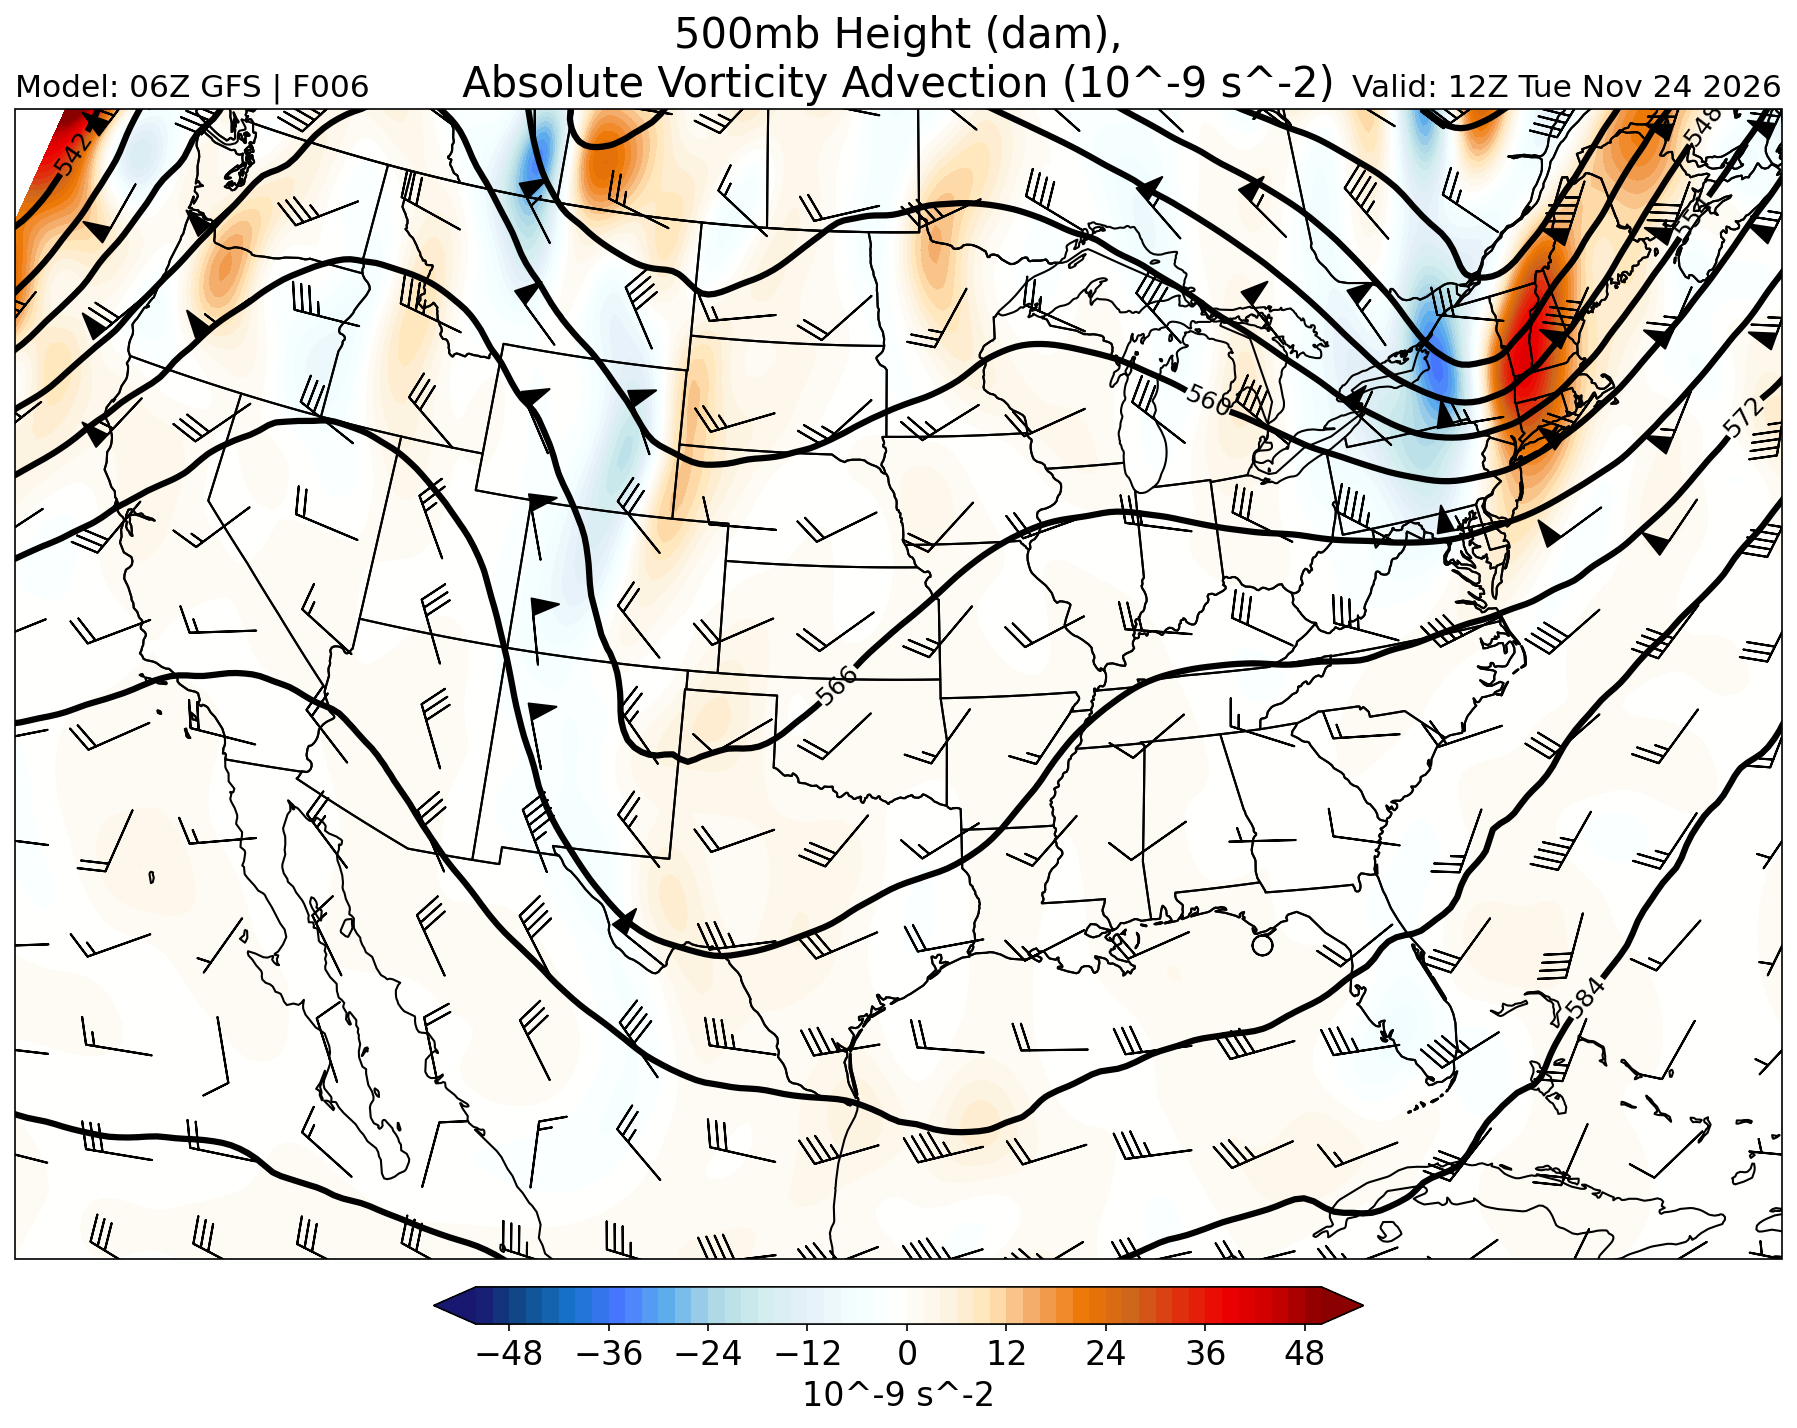 500mb Height (dam),
Model: 06Z GFS | F006
Absolute Vorticity Advection (10^-9 s^-2)
Valid: 12Z Tue Nov 24 2026
542
548
554
560
572
566
584
−48 −36 −24 −12 0 12 24 36 48
10^-9 s^-2